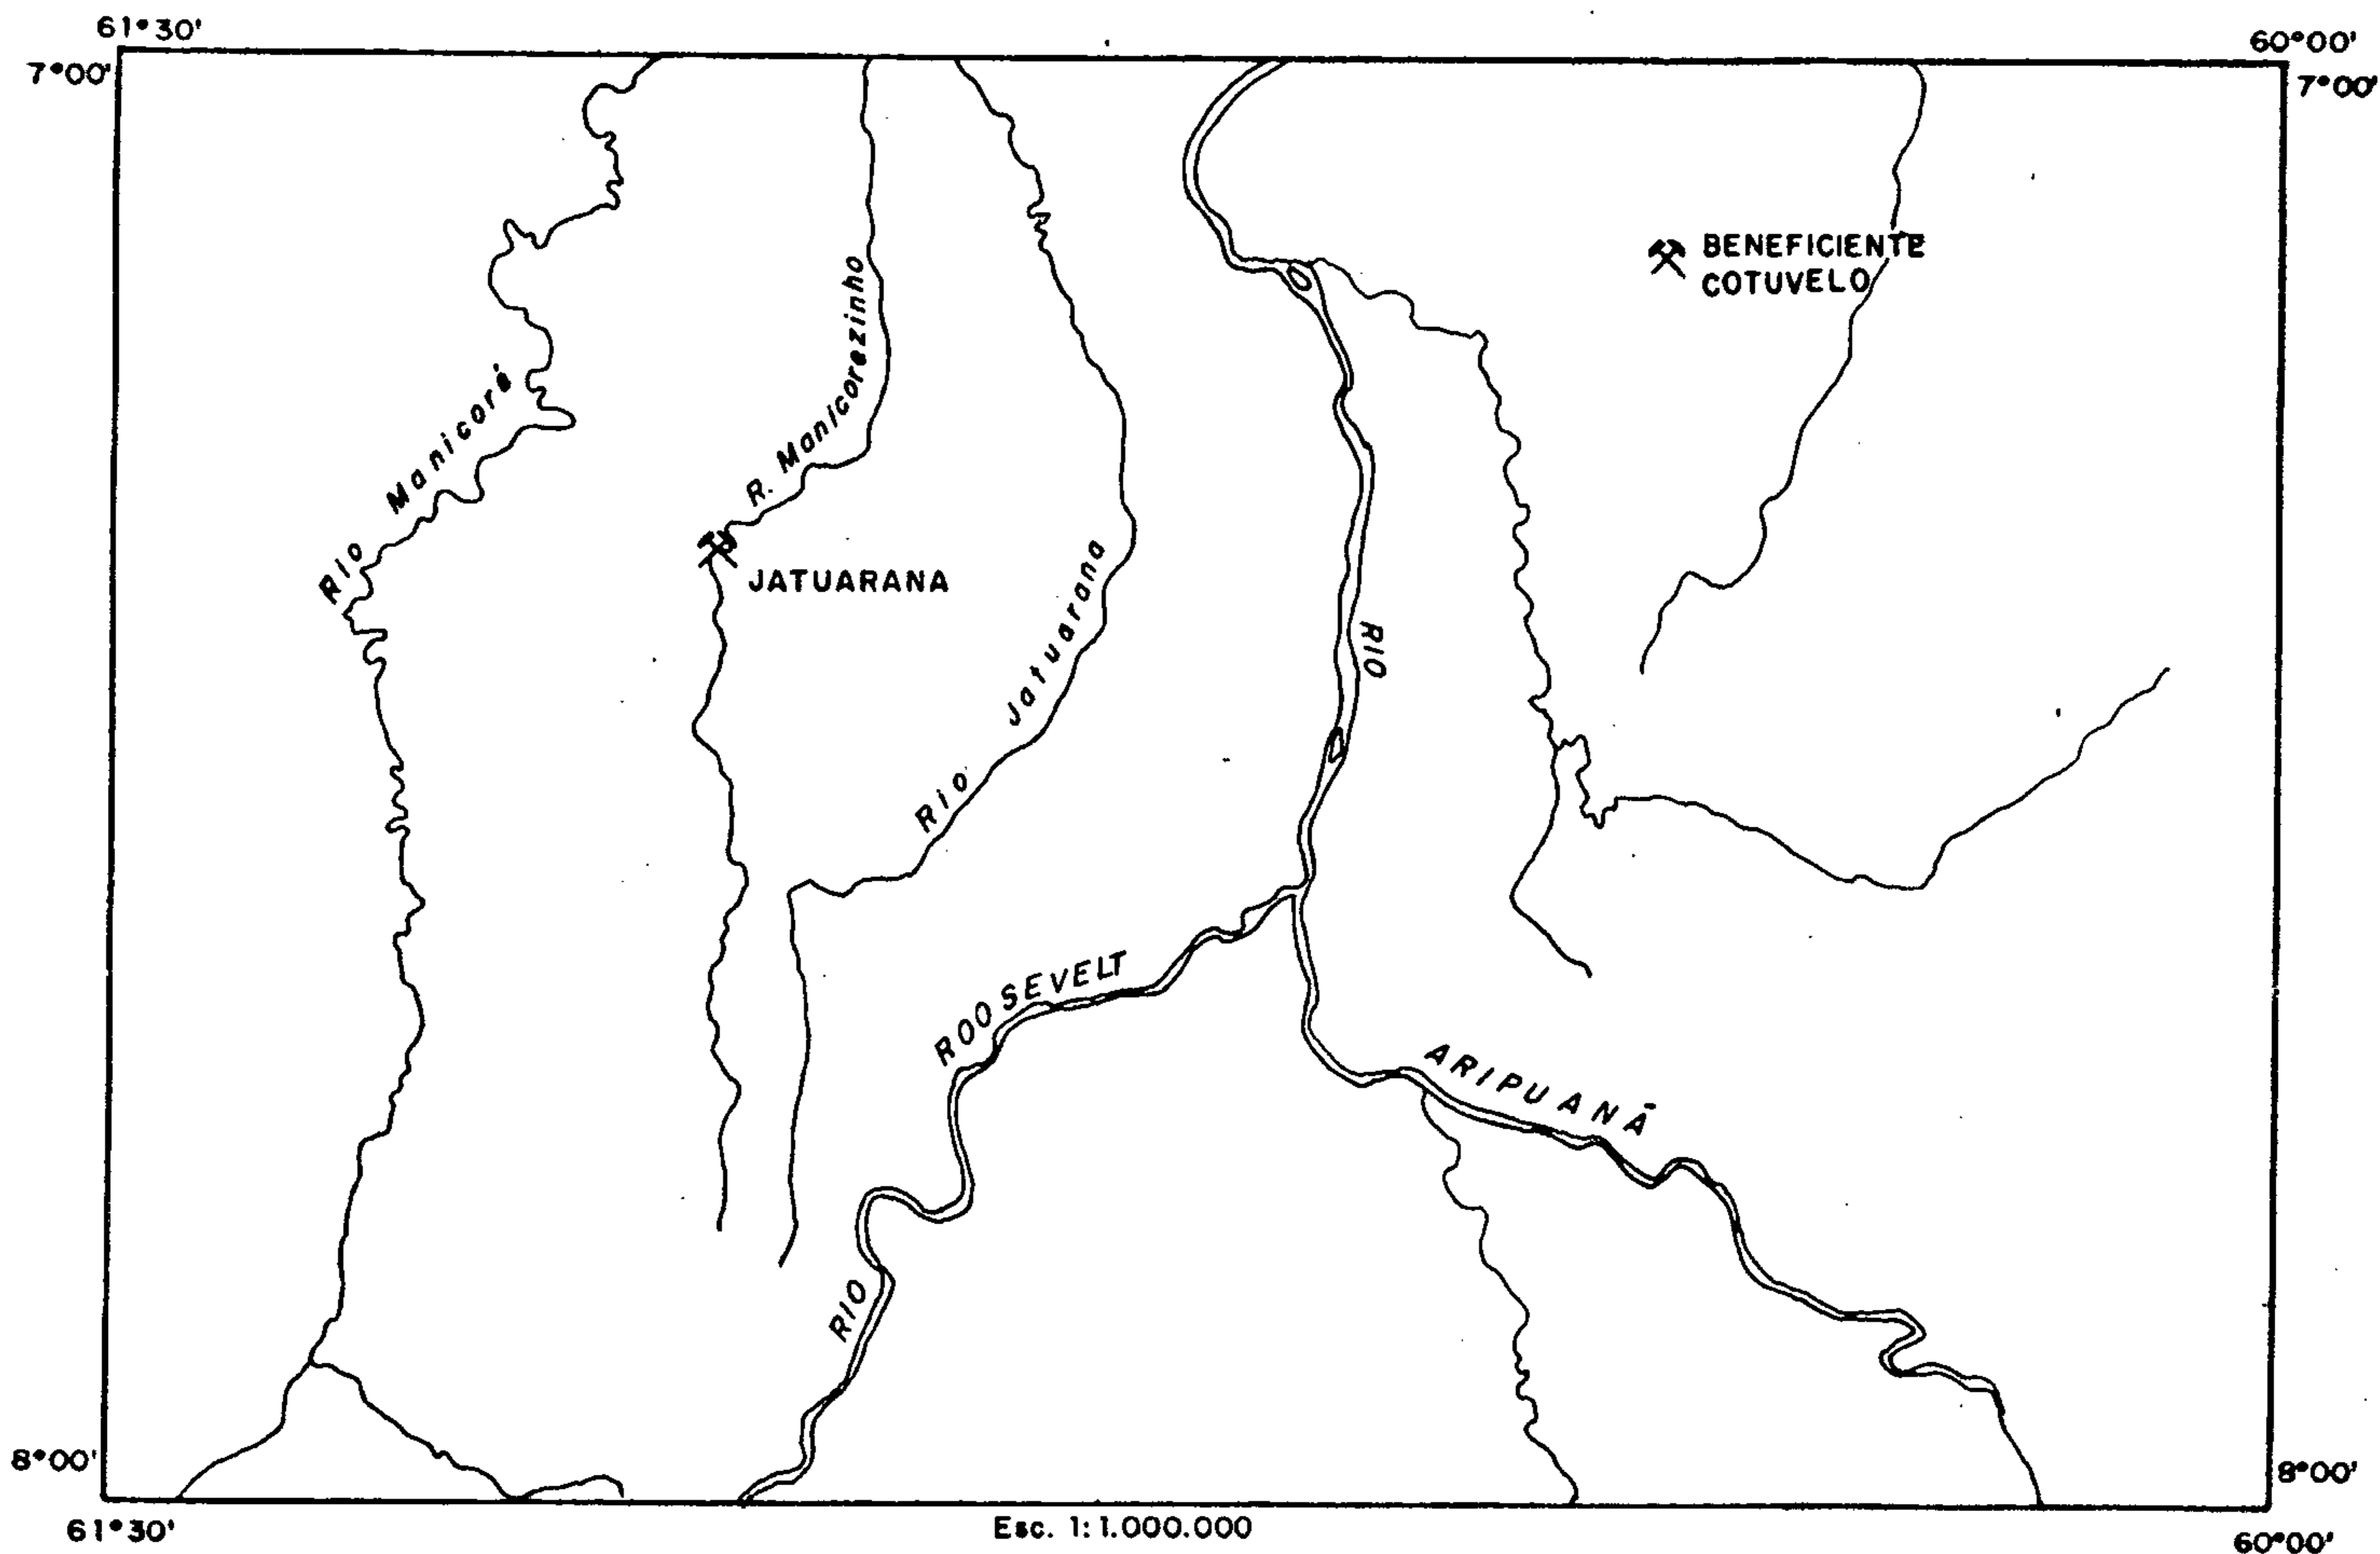 61°30'
60°00'
7°00'
7°00'
BENEFICIENTE
COTUVELO
R. Manicorezinho
Rio Manicoré
JATUARANA
Rio Jatuarana
RIO
ROOSEVELT
ARIPUANÃ
RIO
8°00'
8°00'
61°30'
Esc. 1:1.000.000
60°00'